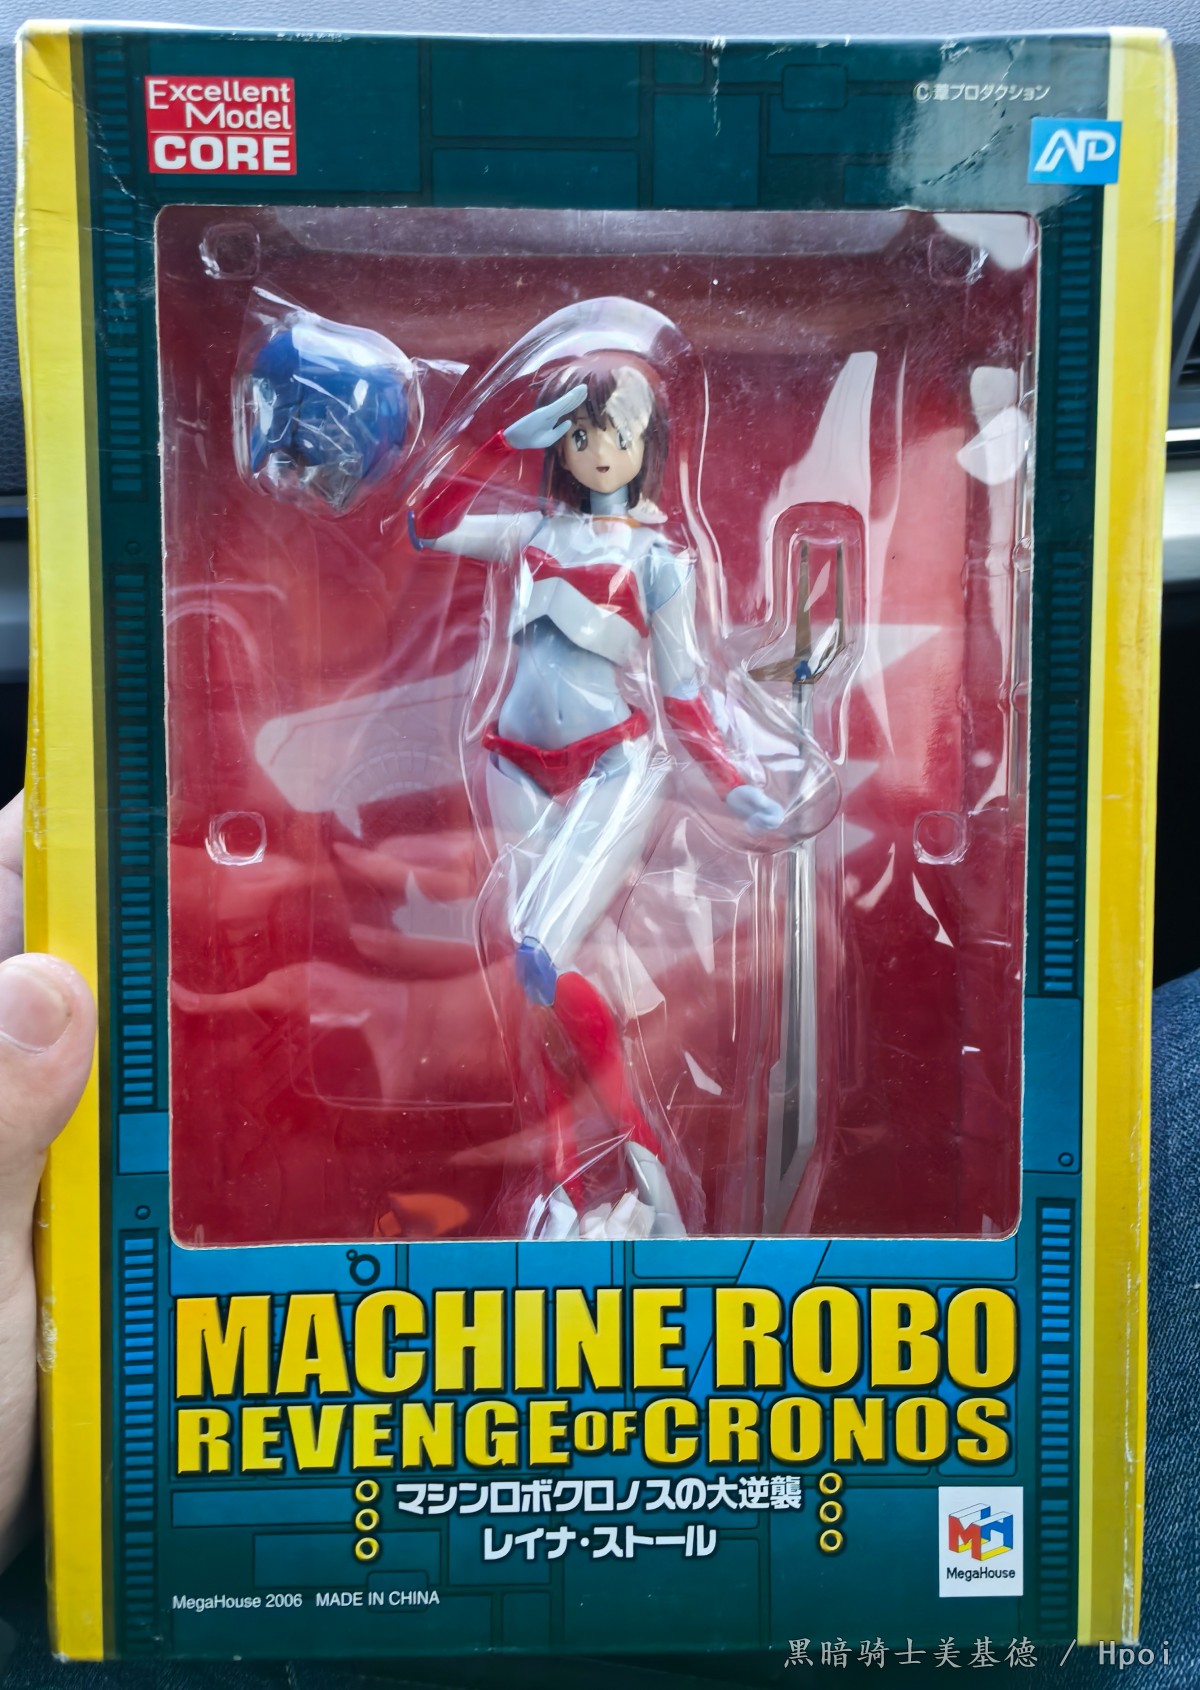 Excellent
Model
CORE
©葦プロダクション
AP
MACHINE ROBO
REVENGE OF CRONOS
マシンロボクロノスの大逆襲
レイナ・ストール
MegaHouse
MegaHouse 2006 MADE IN CHINA
黑暗骑士美基德 / Hpoi